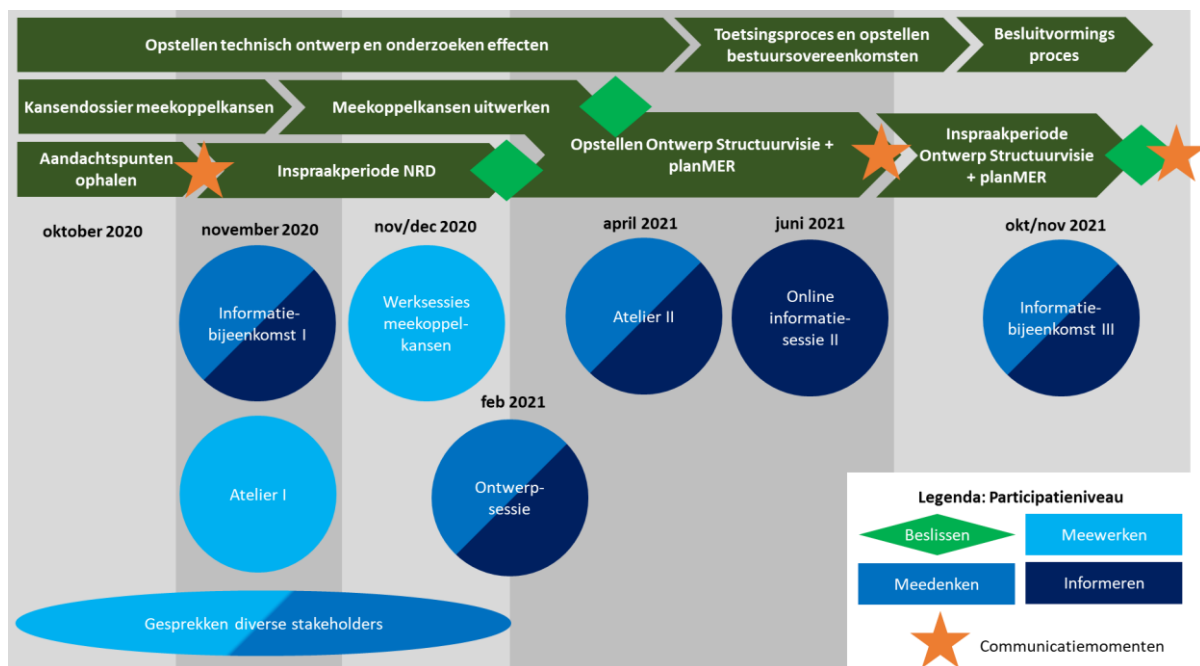 Opstellen technisch ontwerp en onderzoeken effecten
Toetsingsproces en opstellen
bestuursovereenkomsten
Besluitvormings
proces
Kansendossier meekoppelkansen
Meekoppelkansen uitwerken
Aandachtspunten
ophalen
Inspraakperiode NRD
Opstellen Ontwerp Structuurvisie +
planMER
Inspraakperiode
Ontwerp Structuurvisie
+ planMER
oktober 2020
november 2020
nov/dec 2020
april 2021
juni 2021
okt/nov 2021
Informatie-
bijeenkomst I
Werksessies
meekoppel-
kansen
Atelier II
Online
informatie-
sessie II
Informatie-
bijeenkomst III
feb 2021
Atelier I
Ontwerp-
sessie
Gesprekken diverse stakeholders
Legenda: Participatieniveau
Beslissen
Meewerken
Meedenken
Informeren
Communicatiemomenten